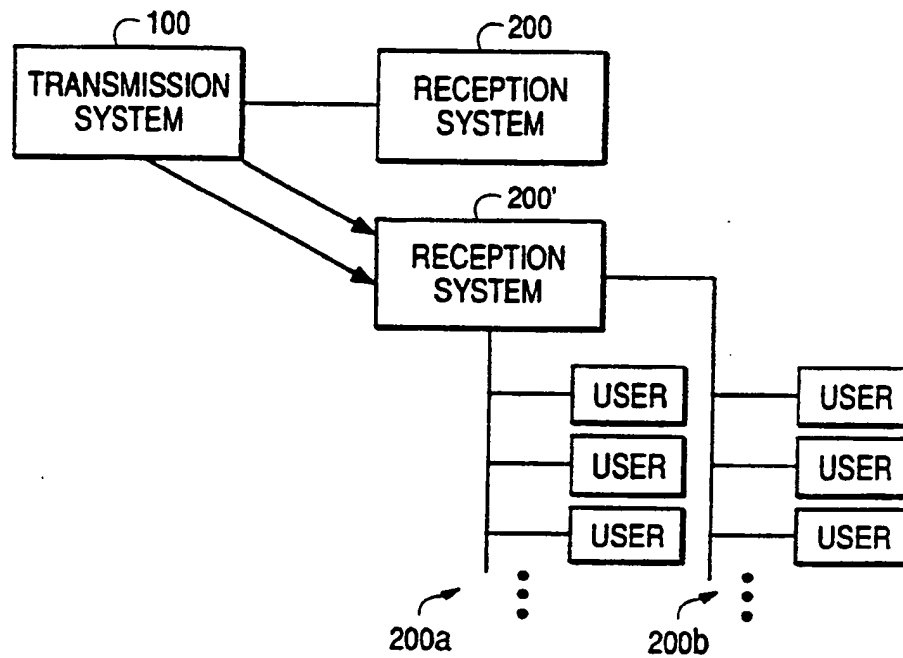 100
TRANSMISSION
SYSTEM
200
RECEPTION
SYSTEM
200'
RECEPTION
SYSTEM
USER
USER
USER
USER
USER
USER
200a
200b